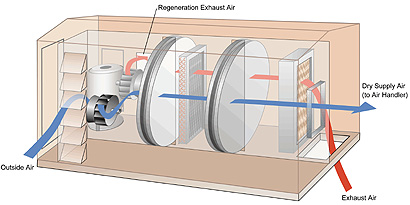 Regeneration Exhaust Air
Dry Supply Air
(to Air Handler)
Outside Air
Exhaust Air